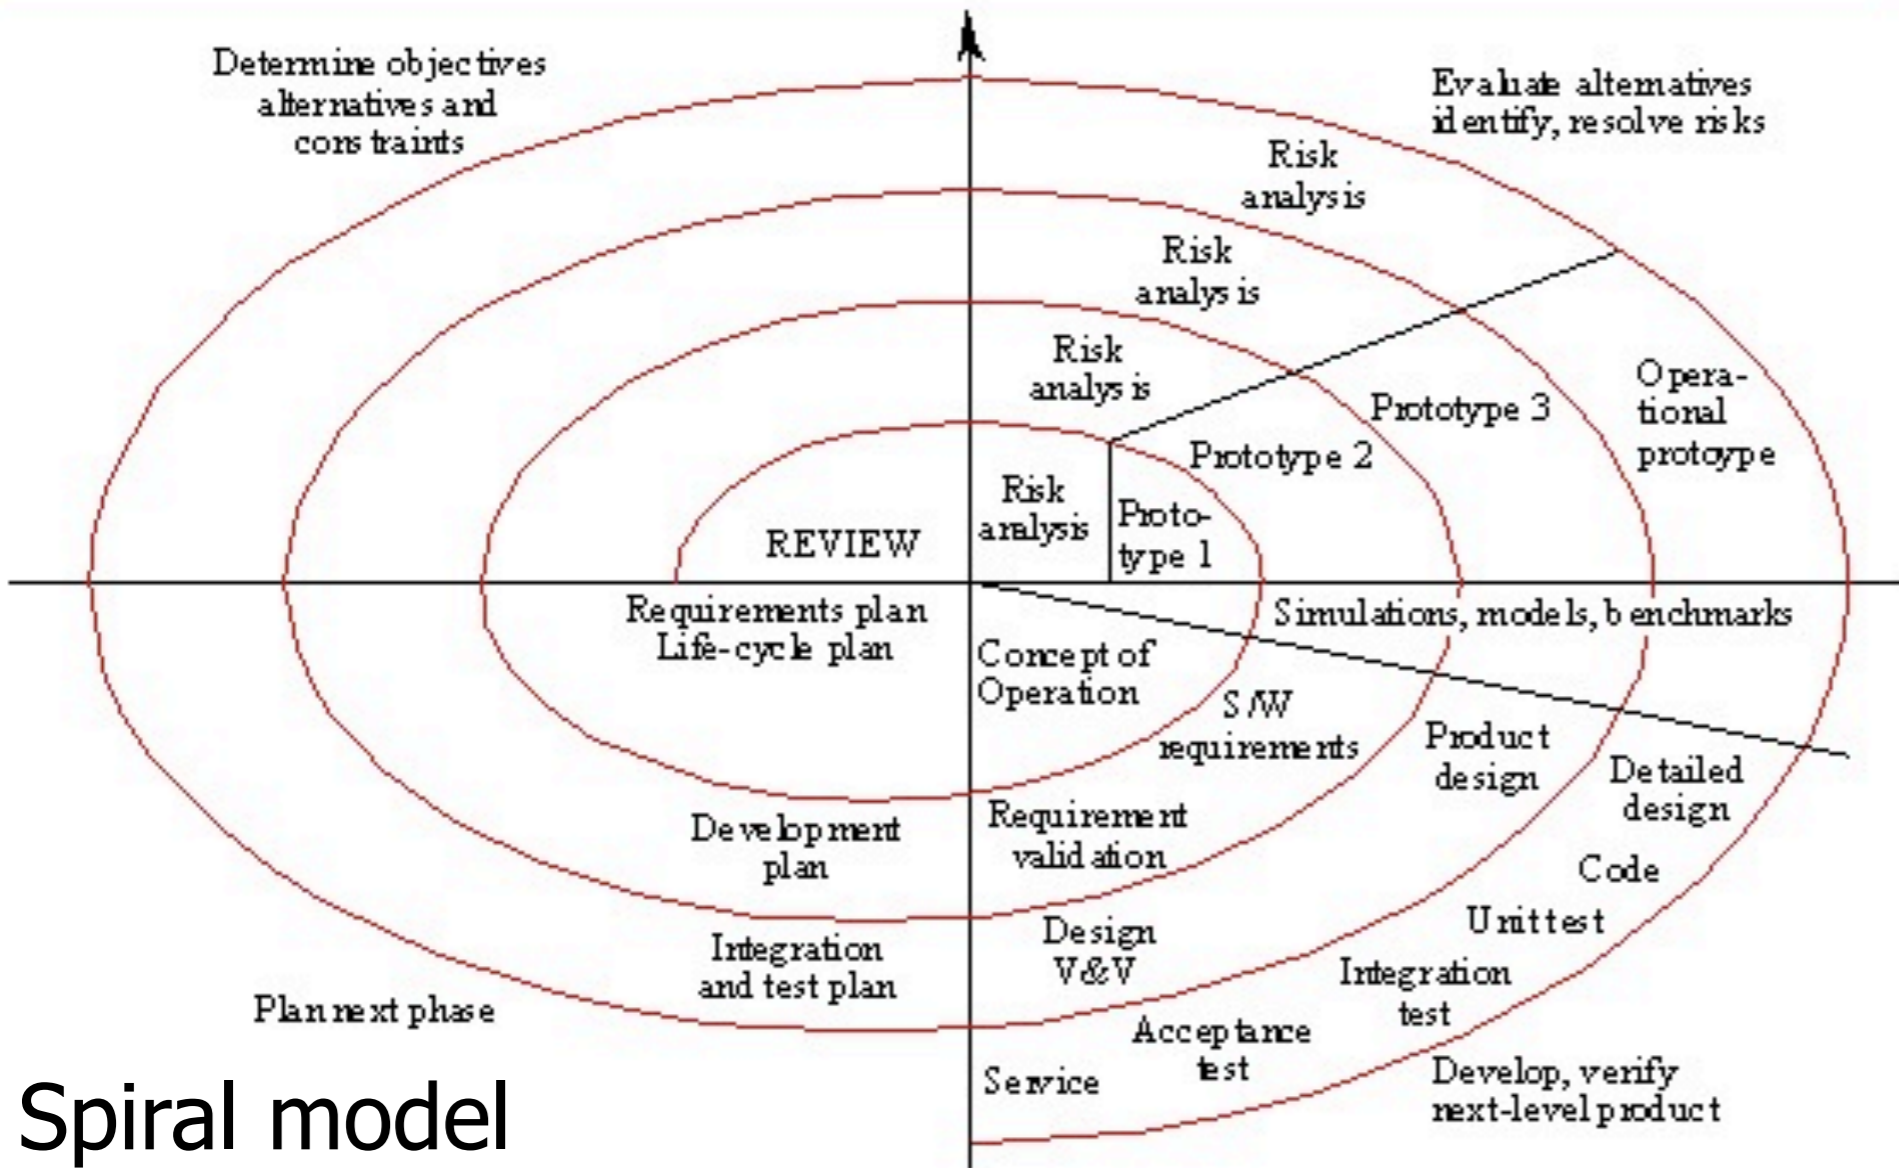 Determine objectives
alternatives and
constraints
Evaluate alternatives
identify, resolve risks
Risk
analysis
Risk
analysis
Risk
analysis
Risk
analysis
Proto-
type 1
Prototype 2
Prototype 3
Opera-
tional
protoype
REVIEW
Requirements plan
Life-cycle plan
Simulations, models, benchmarks
Concept of
Operation
S/W
requirements
Product
design
Detailed
design
Development
plan
Requirement
validation
Code
Unit test
Integration
and test plan
Design
V&V
Integration
test
Plan next phase
Acceptance
test
Service
Develop, verify
next-level product
Spiral model